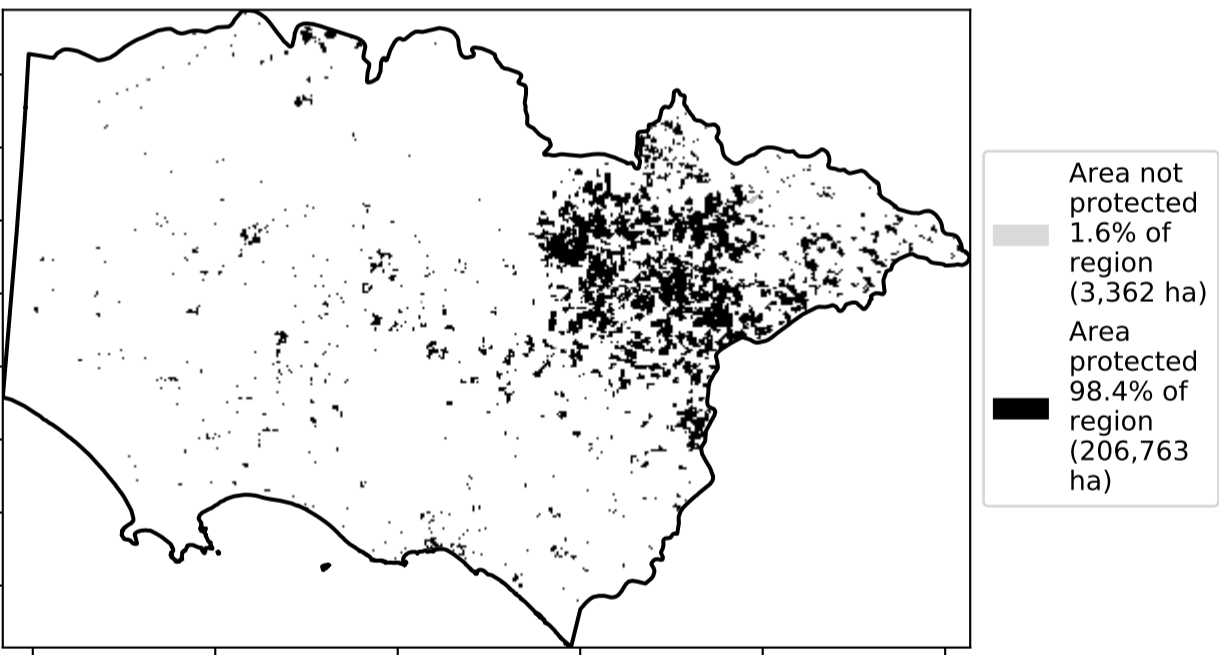 Area not
protected
1.6% of
region
(3,362 ha)
Area
protected
98.4% of
region
(206,763
ha)